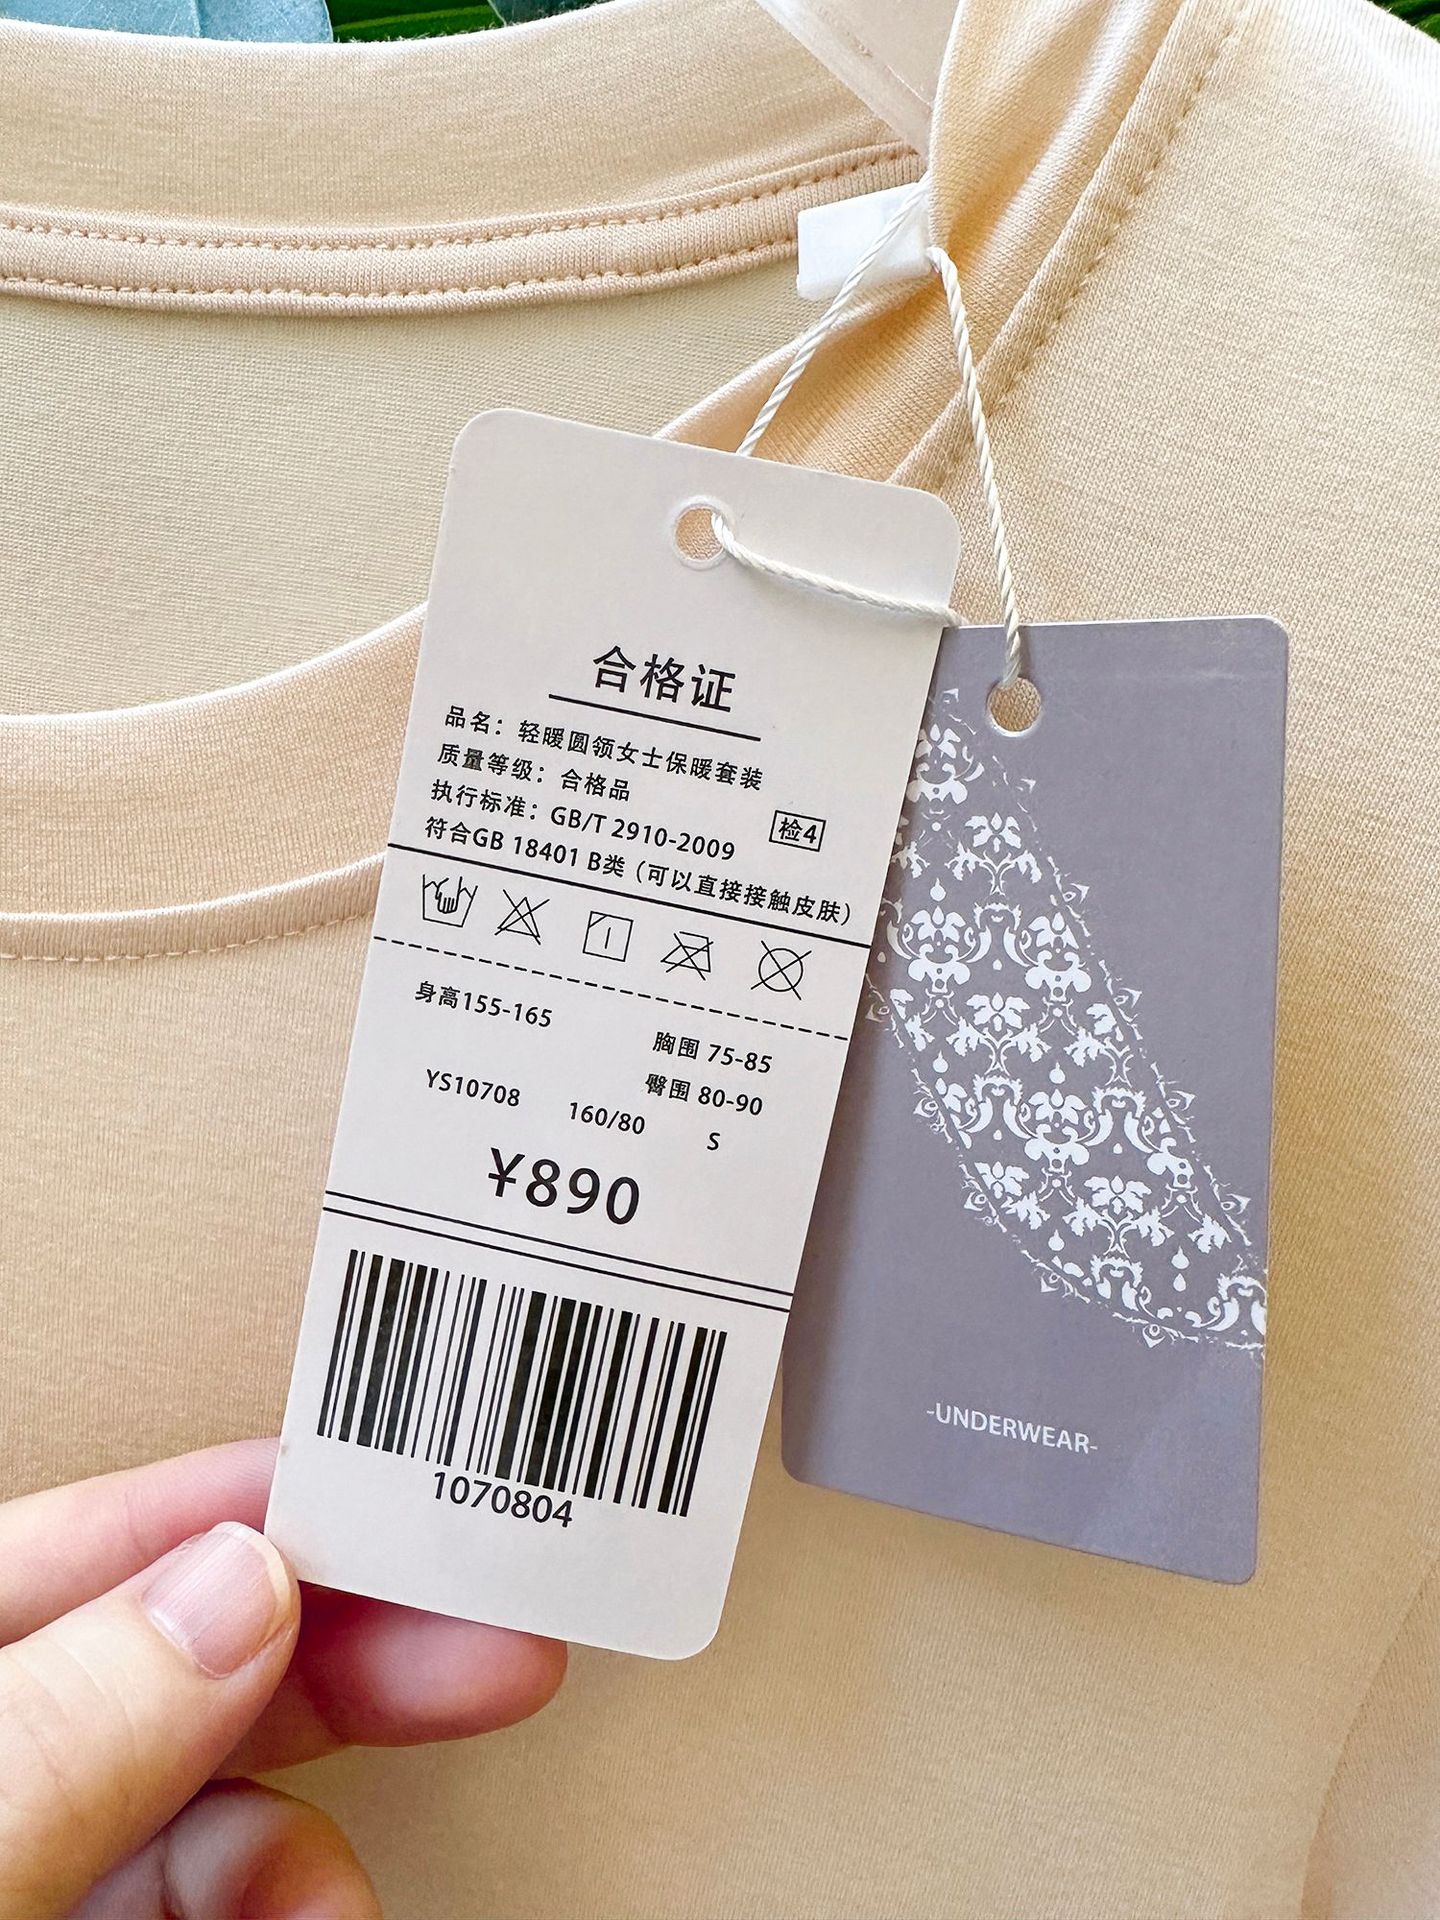 合格证
品名：轻暖圆领女士保暖套装
质量等级：合格品
执行标准：GB/T 2910-2009
检4
符合GB 18401 B类（可以直接接触皮肤）
身高155-165
胸围 75-85
臀围 80-90
YS10708 160/80 S
¥890
1070804
-UNDERWEAR-